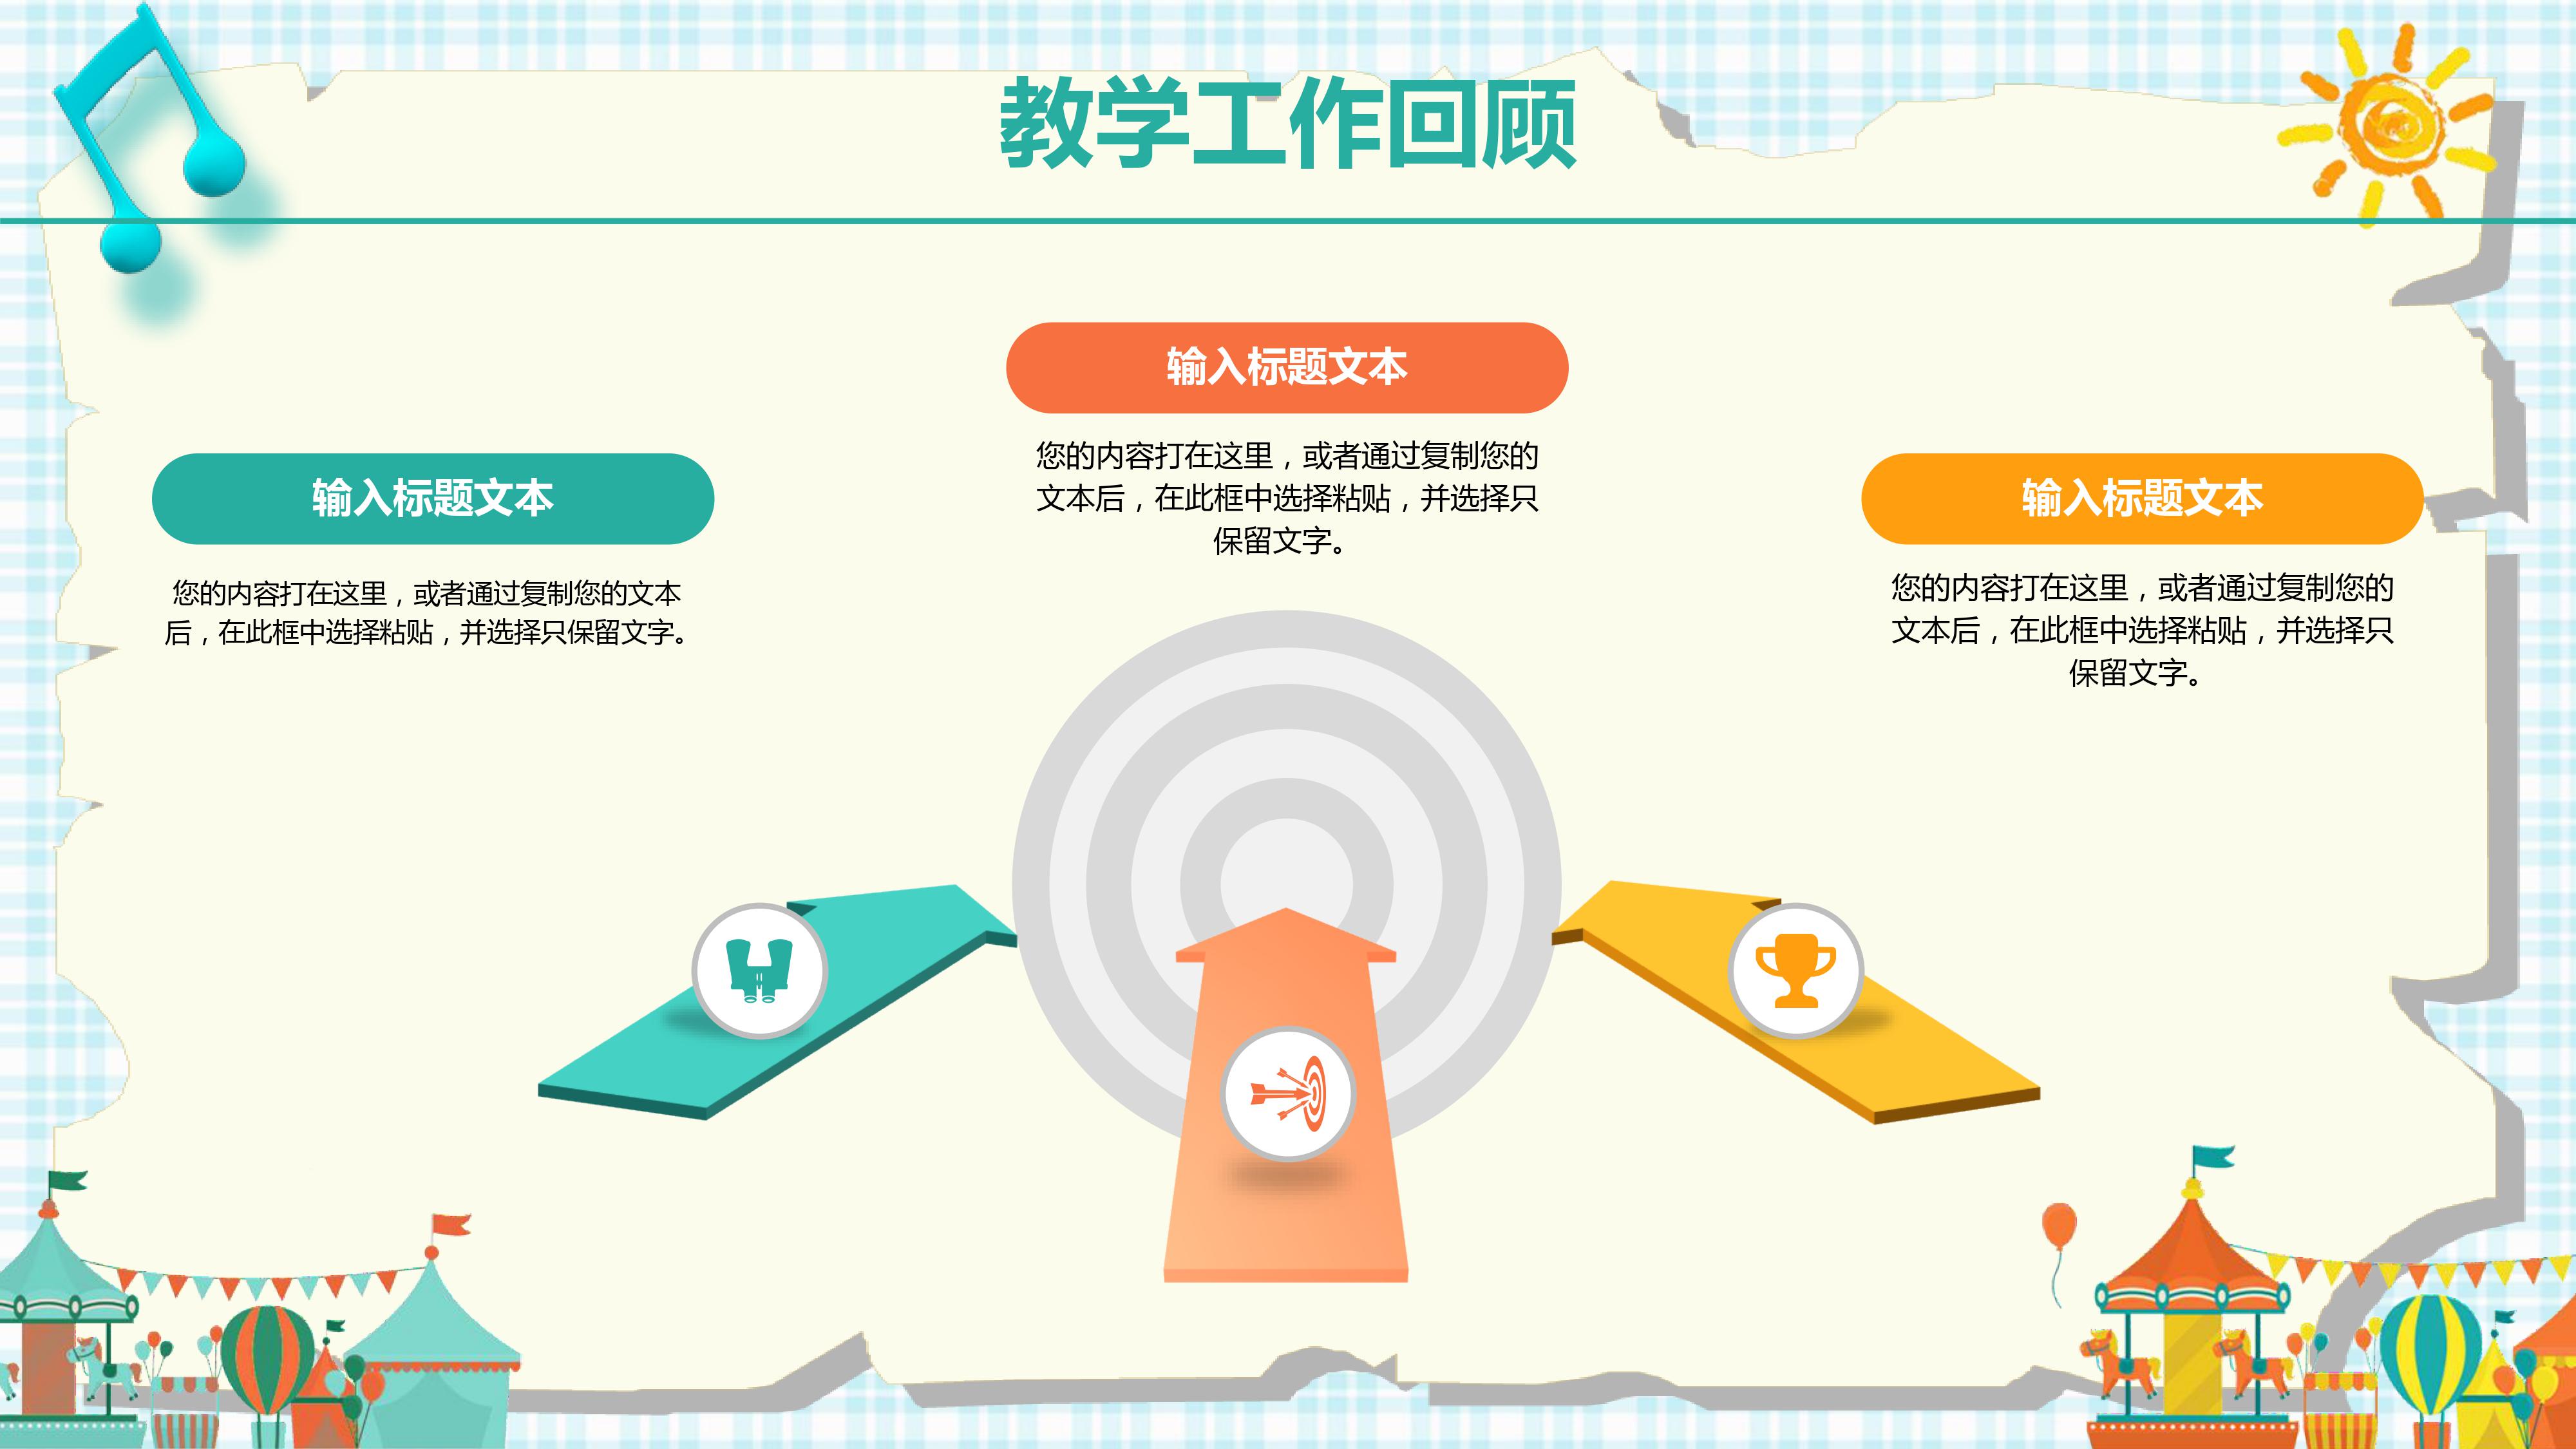 教学工作回顾
输入标题文本
您的内容打在这里，或者通过复制您的文本
后，在此框中选择粘贴，并选择只保留文字。
输入标题文本
您的内容打在这里，或者通过复制您的
文本后，在此框中选择粘贴，并选择只
保留文字。
输入标题文本
您的内容打在这里，或者通过复制您的
文本后，在此框中选择粘贴，并选择只
保留文字。